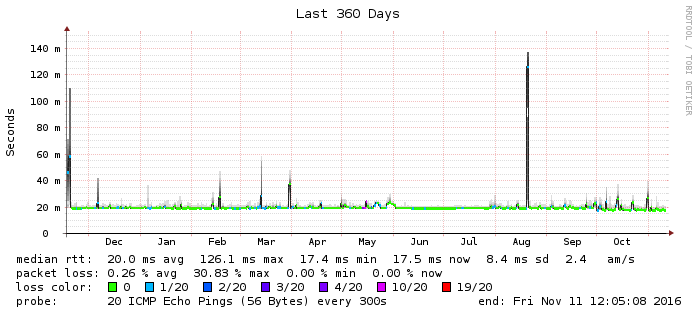 Last 360 Days
RRDTOOL / TOBI OETIKER
Seconds
140 m
120 m
100 m
80 m
60 m
40 m
20 m
0
Dec Jan Feb Mar Apr May Jun Jul Aug Sep Oct
median rtt: 20.0 ms avg 126.1 ms max 17.4 ms min 17.5 ms now 8.4 ms sd 2.4 am/s
packet loss: 0.26 % avg 30.83 % max 0.00 % min 0.00 % now
loss color: 0 1/20 2/20 3/20 4/20 10/20 19/20
probe: 20 ICMP Echo Pings (56 Bytes) every 300s end: Fri Nov 11 12:05:08 2016